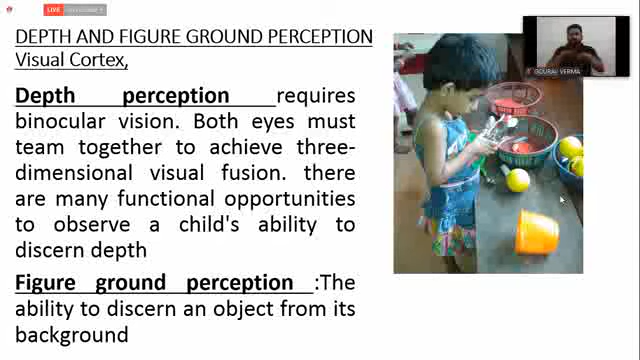 LIVE
DEPTH AND FIGURE GROUND PERCEPTION
Visual Cortex,
Depth perception requires
binocular vision. Both eyes must
team together to achieve three-
dimensional visual fusion. there
are many functional opportunities
to observe a child's ability to
discern depth
Figure ground perception :The
ability to discern an object from its
background
GOURAV VERMA